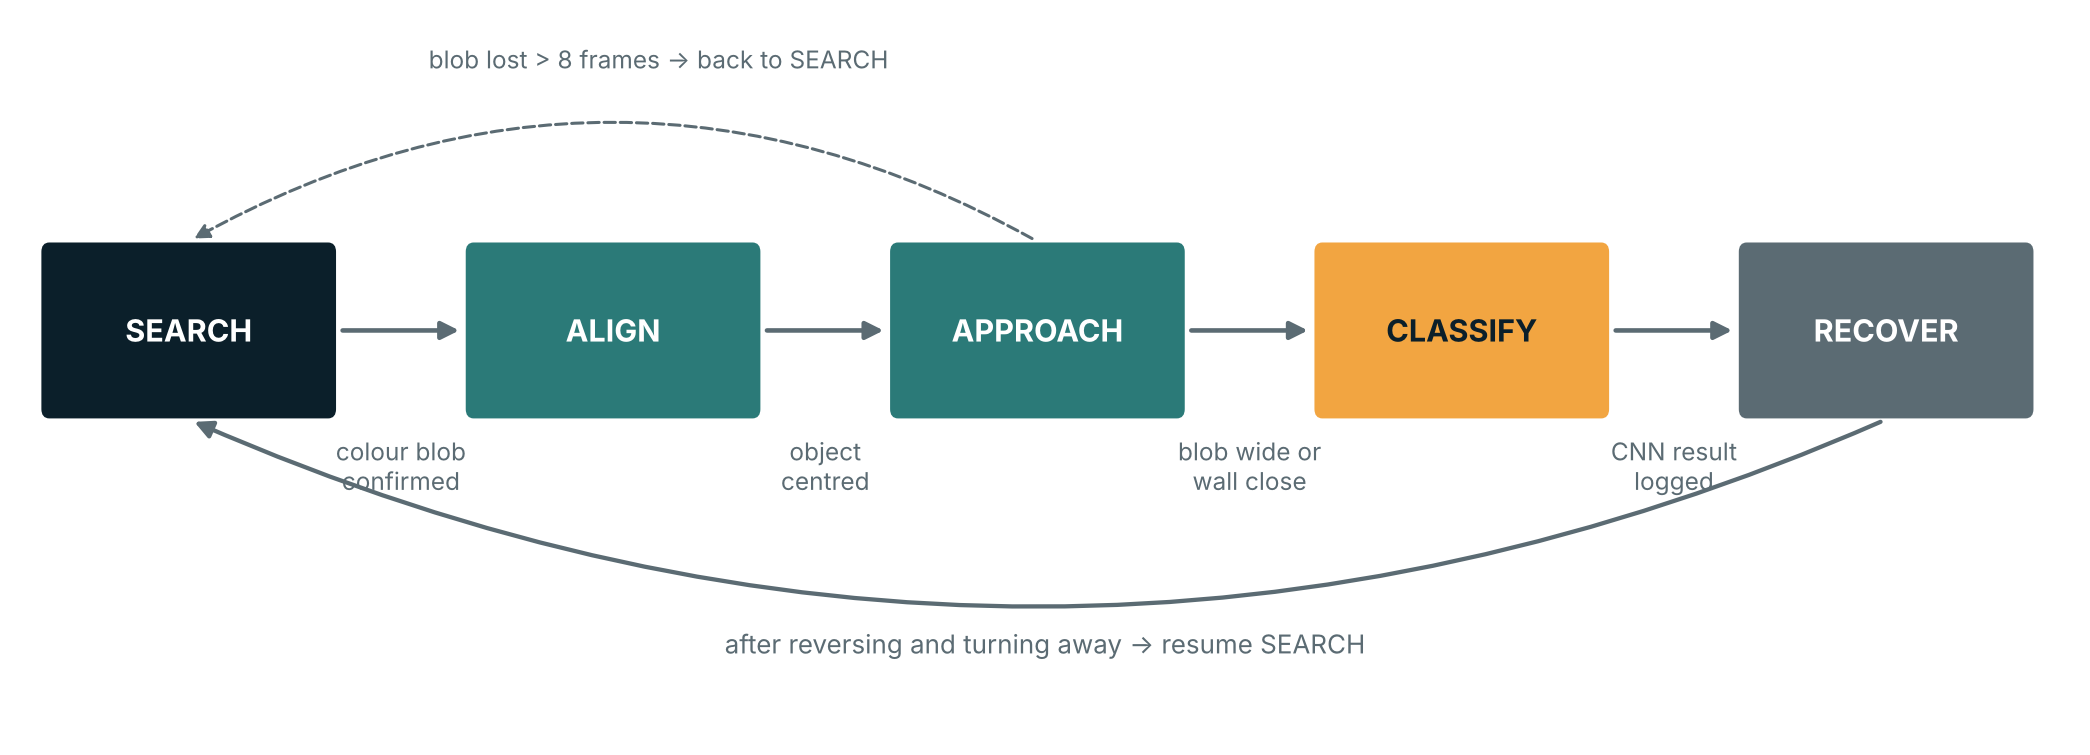 blob lost > 8 frames → back to SEARCH
SEARCH
ALIGN
APPROACH
CLASSIFY
RECOVER
colour blob
confirmed
object
centred
blob wide or
wall close
CNN result
logged
after reversing and turning away → resume SEARCH